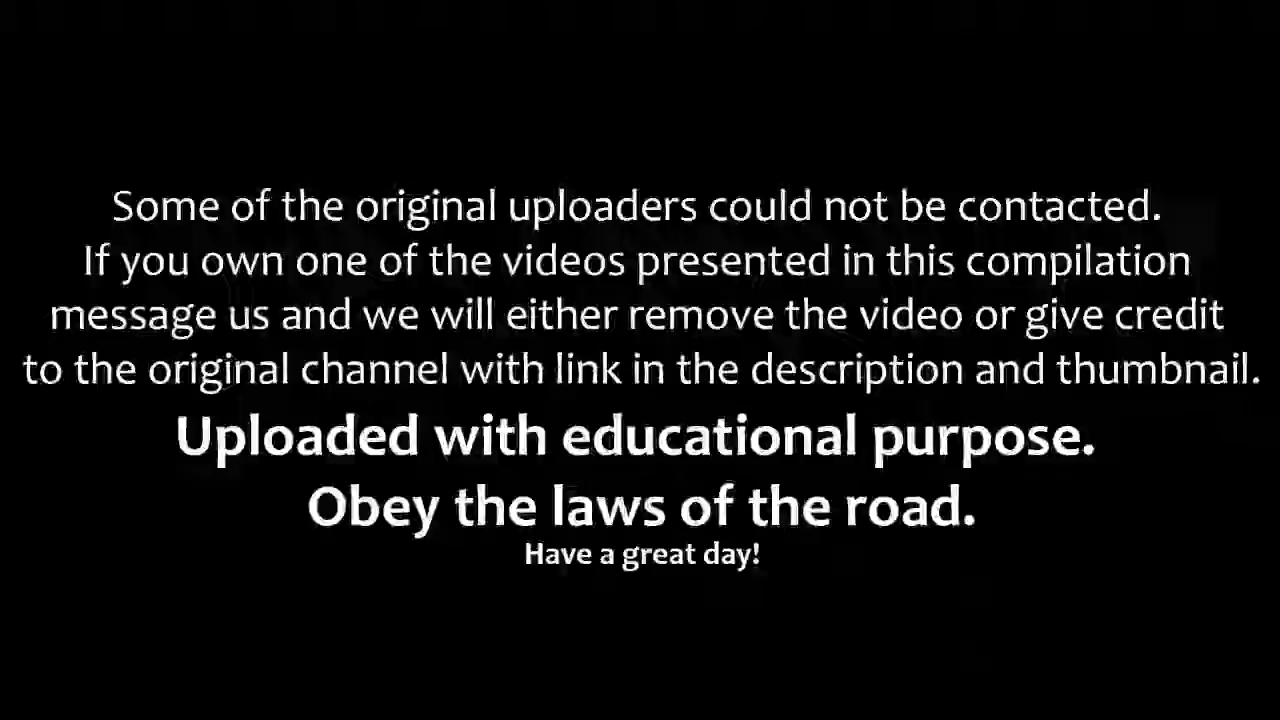 Some of the original uploaders could not be contacted.
If you own one of the videos presented in this compilation
message us and we will either remove the video or give credit
to the original channel with link in the description and thumbnail.
Uploaded with educational purpose.
Obey the laws of the road.
Have a great day!